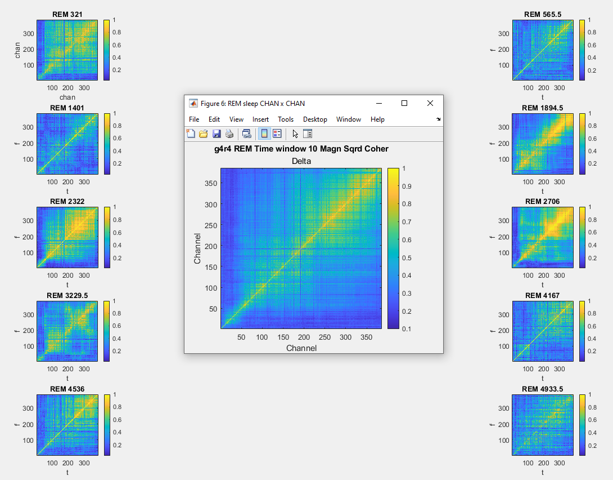 REM 321
chan
300
200
100
1
0.8
0.6
0.4
0.2
100 200 300
chan
REM 565.5
f
300
200
100
1
0.8
0.6
0.4
0.2
100 200 300
t
REM 1401
f
300
200
100
1
0.8
0.6
0.4
0.2
100 200 300
t
REM 1894.5
f
300
200
100
1
0.8
0.6
0.4
0.2
100 200 300
t
Figure 6: REM sleep CHAN x CHAN
File Edit View Insert Tools Desktop Window Help
g4r4 REM Time window 10 Magn Sqrd Coher
Delta
Channel
350
300
250
200
150
100
50
1
0.9
0.8
0.7
0.6
0.5
0.4
0.3
0.2
0.1
50 100 150 200 250 300 350
Channel
REM 2322
f
300
200
100
1
0.8
0.6
0.4
0.2
100 200 300
t
REM 2706
f
300
200
100
1
0.8
0.6
0.4
0.2
100 200 300
t
REM 3229.5
f
300
200
100
1
0.8
0.6
0.4
0.2
100 200 300
t
REM 4167
f
300
200
100
1
0.8
0.6
0.4
0.2
100 200 300
t
REM 4536
f
300
200
100
1
0.8
0.6
0.4
0.2
100 200 300
t
REM 4933.5
f
300
200
100
1
0.8
0.6
0.4
0.2
100 200 300
t